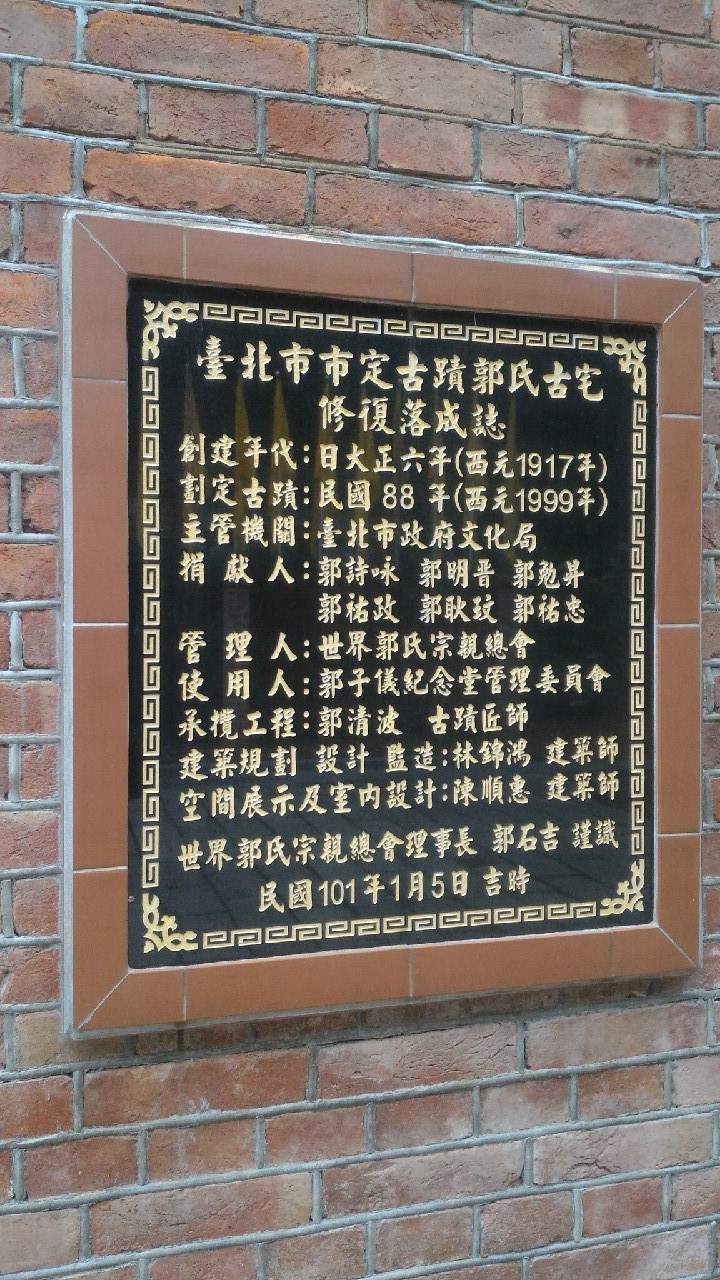 臺北市市定古蹟郭氏古宅
修復落成誌
創建年代:日大正六年(西元1917年)
劃定古蹟:民國 88 年(西元1999年)
主管機關:臺北市政府文化局
捐獻人:郭詩咏 郭明晋 郭勉昇
郭祐政 郭耿玟 郭祐忠
管理人:世界郭氏宗親總會
使用人:郭子儀紀念堂管理委員會
承攬工程:郭清波 古蹟匠師
建築規劃 設計 監造:林錦鴻 建築師
空間展示及室內設計:陳順惠 建築師
世界郭氏宗親總會理事長 郭石吉 謹識
民國101年1月5日 吉時